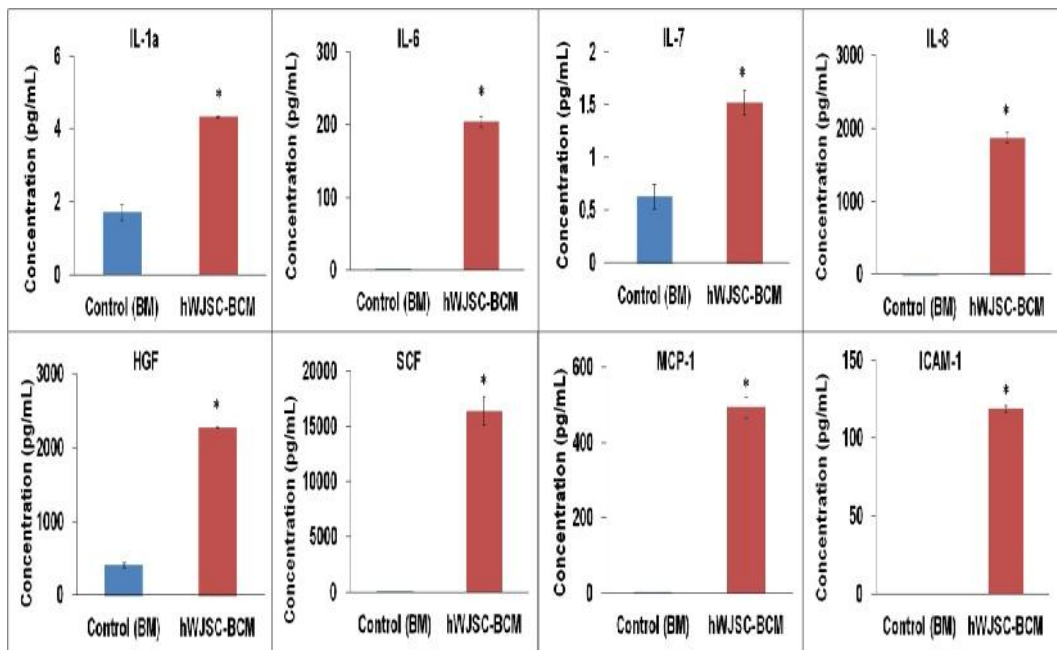 IL-1a
Concentration (pg/mL)
6
4
2
0
*
Control (BM) hWJSC-BCM
IL-6
Concentration (pg/mL)
300
200
100
0
*
Control (BM) hWJSC-BCM
IL-7
Concentration (pg/mL)
2
1.5
1
0.5
0
*
Control (BM) hWJSC-BCM
IL-8
Concentration (pg/mL)
3000
2000
1000
0
*
Control (BM) hWJSC-BCM
HGF
Concentration (pg/mL)
3000
2000
1000
0
*
Control (BM) hWJSC-BCM
SCF
Concentration (pg/mL)
20000
15000
10000
5000
0
*
Control (BM) hWJSC-BCM
MCP-1
Concentration (pg/mL)
600
400
200
0
*
Control (BM) hWJSC-BCM
ICAM-1
Concentration (pg/mL)
150
100
50
0
*
Control (BM) hWJSC-BCM